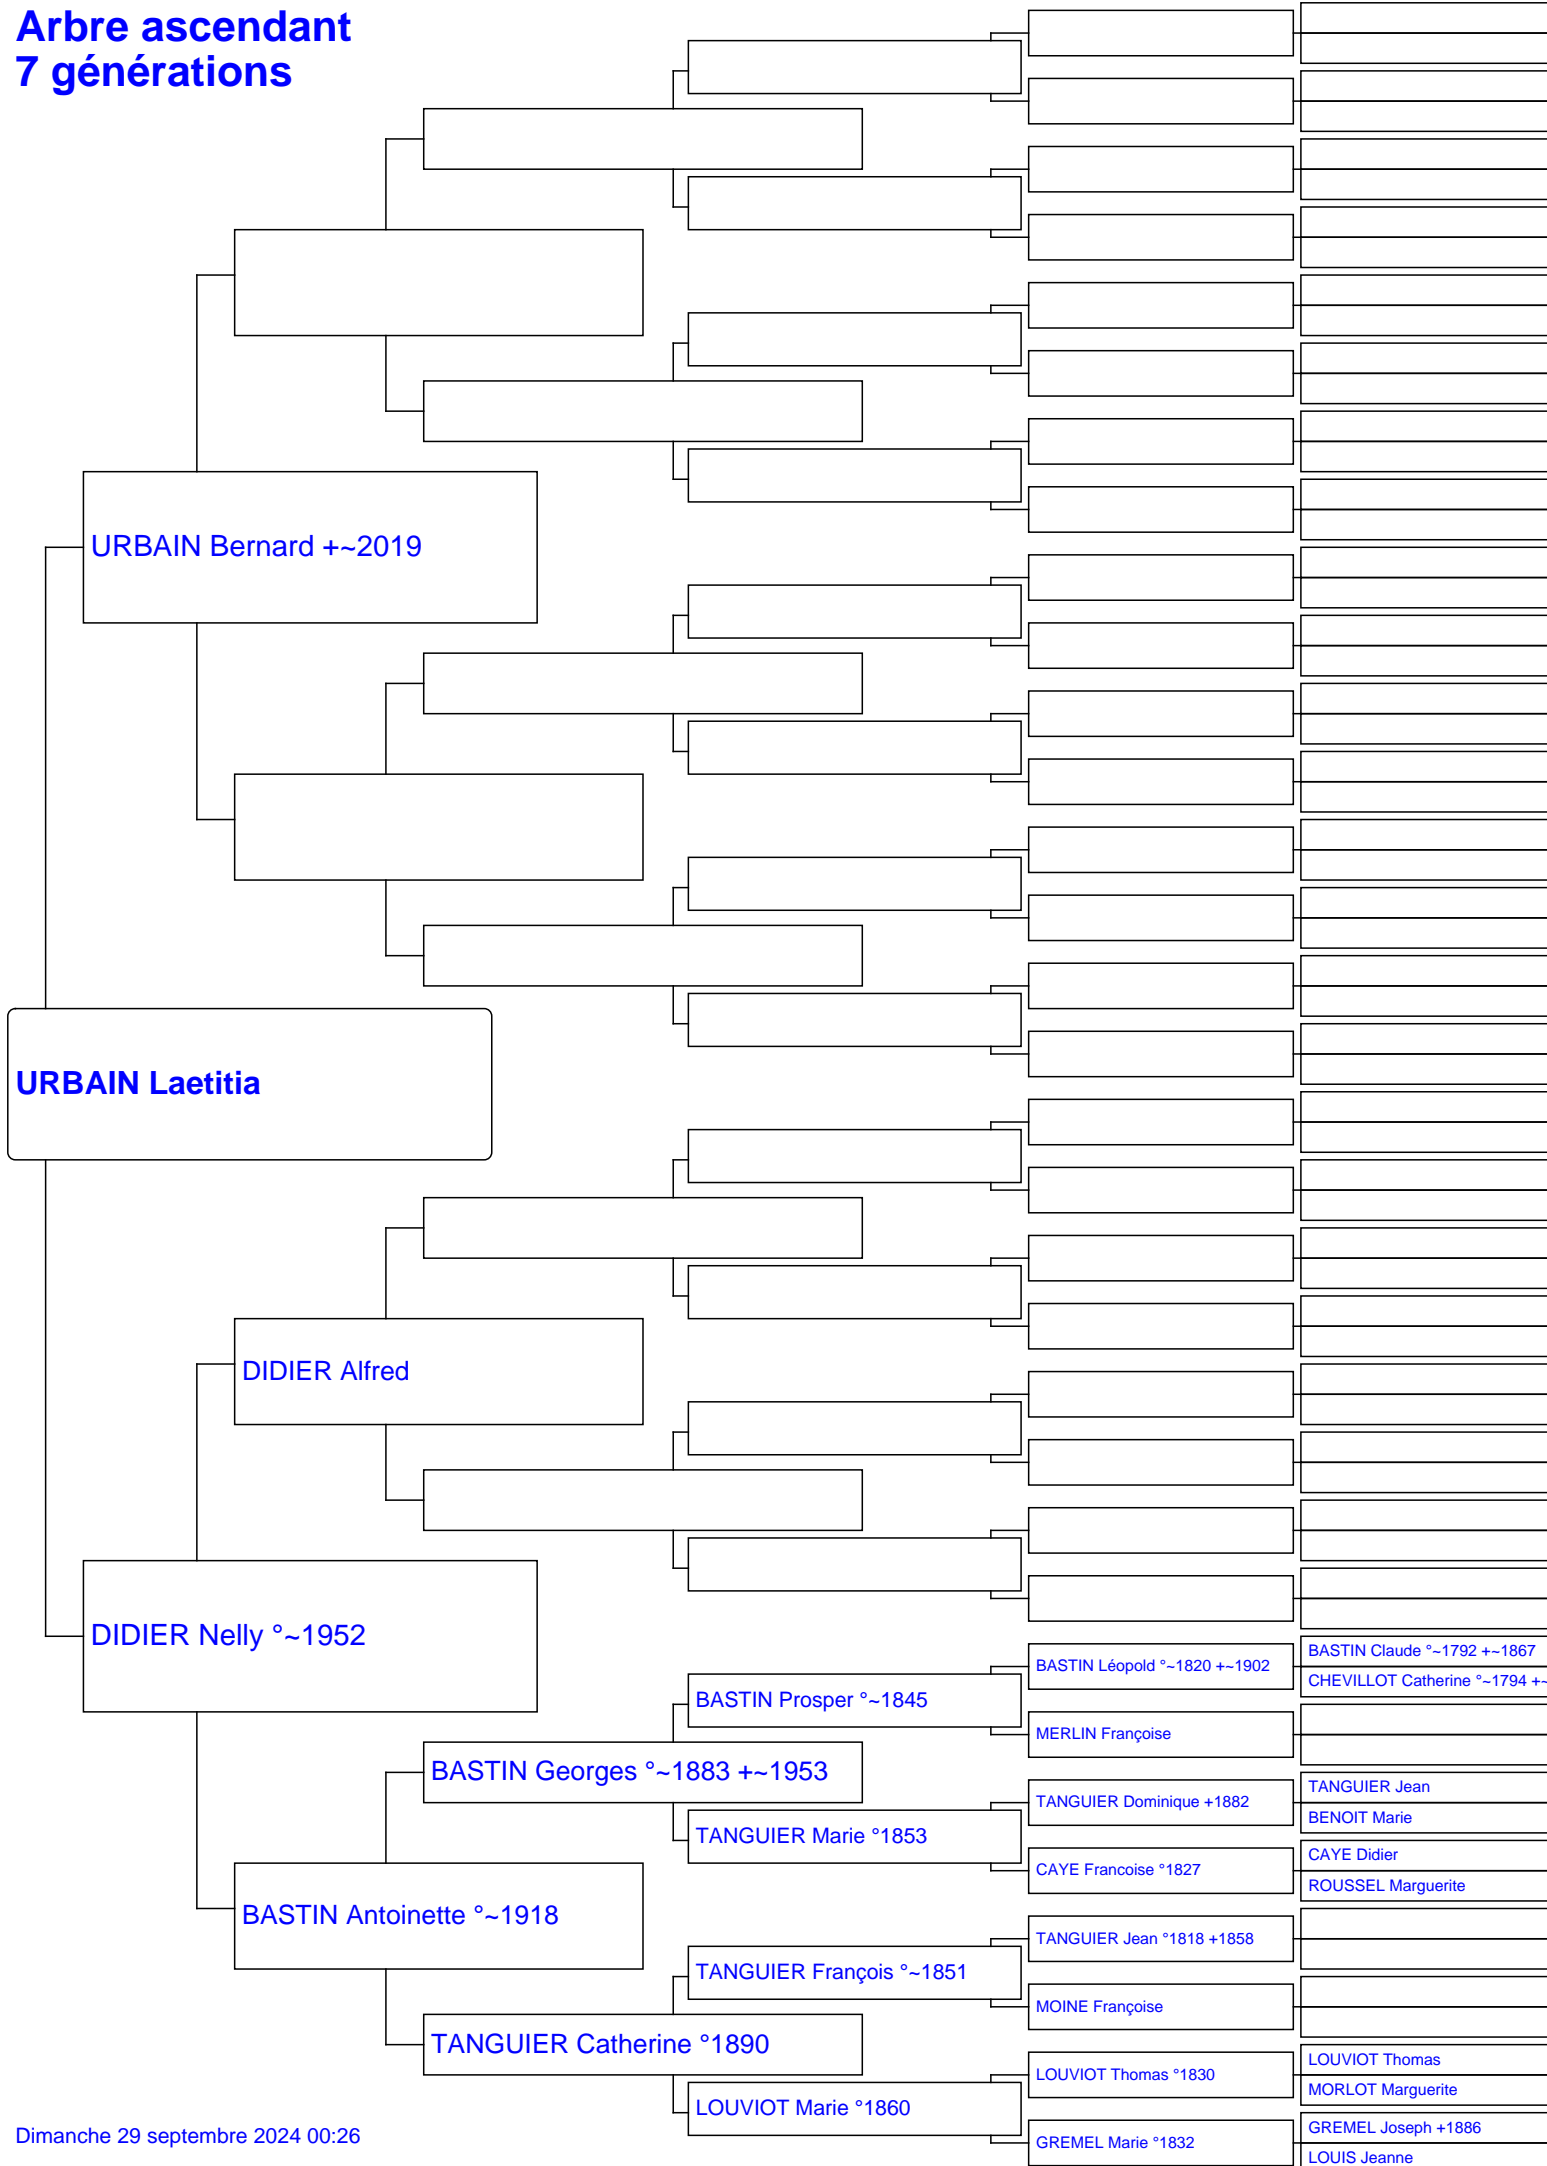 Arbre ascendant
7 générations
URBAIN Bernard +~2019
URBAIN Laetitia
DIDIER Alfred
DIDIER Nelly °~1952
BASTIN Léopold °~1820 +~1902
BASTIN Claude °~1792 +~1867
CHEVILLOT Catherine °~1794 +~
BASTIN Prosper °~1845
MERLIN Françoise
BASTIN Georges °~1883 +~1953
TANGUIER Dominique +1882
TANGUIER Jean
BENOIT Marie
TANGUIER Marie °1853
CAYE Francoise °1827
CAYE Didier
ROUSSEL Marguerite
BASTIN Antoinette °~1918
TANGUIER Jean °1818 +1858
TANGUIER François °~1851
MOINE Françoise
TANGUIER Catherine °1890
LOUVIOT Thomas °1830
LOUVIOT Thomas
MORLOT Marguerite
LOUVIOT Marie °1860
GREMEL Marie °1832
GREMEL Joseph +1886
LOUIS Jeanne
Dimanche 29 septembre 2024 00:26